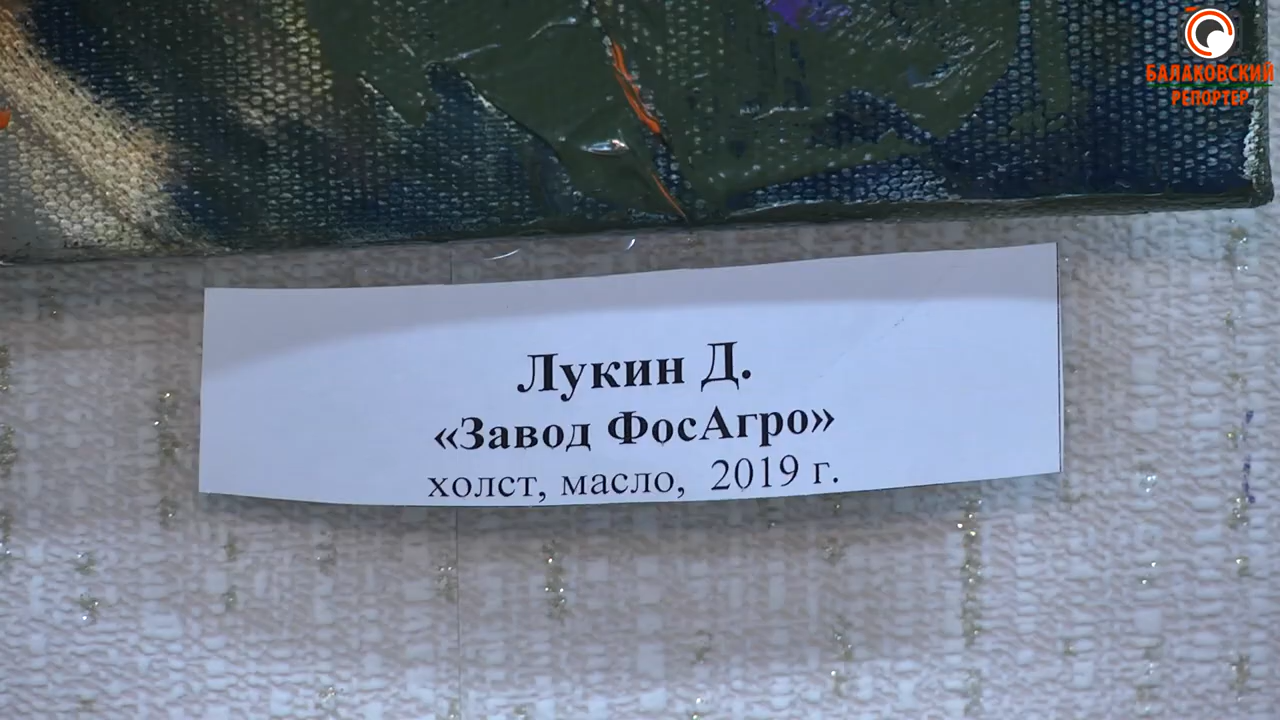 БАЛАКОВСКИЙ
РЕПОРТЕР
Лукин Д.
«Завод ФосАгро»
холст, масло, 2019 г.